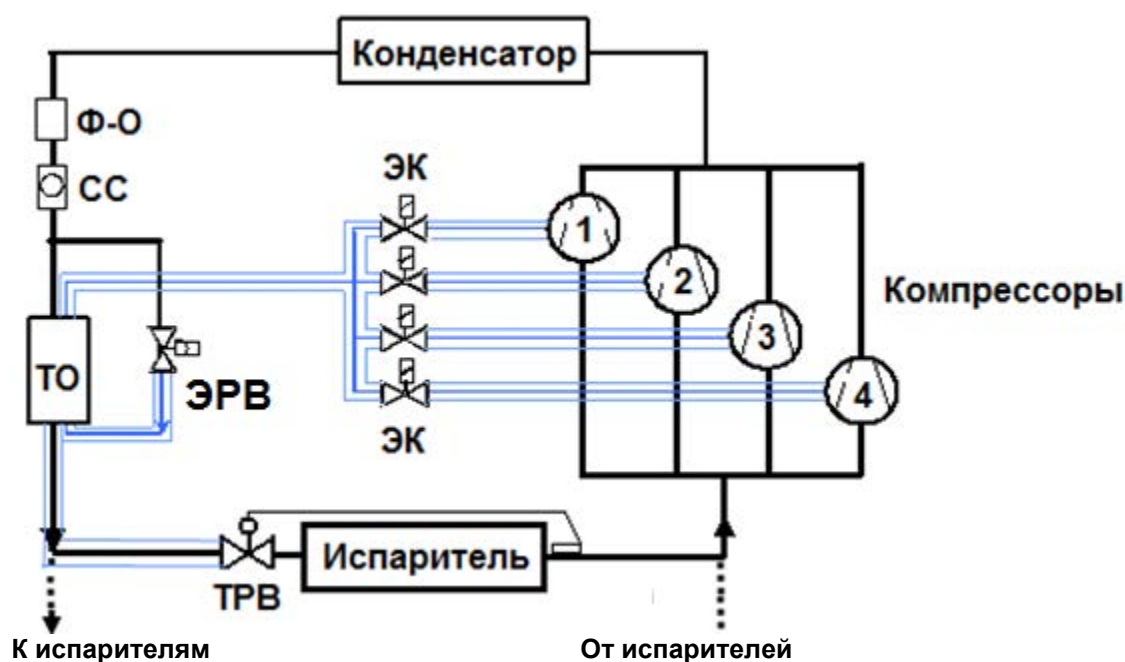 Конденсатор
Ф-О
СС
ЭК
1
2
Компрессоры
3
ТО
ЭРВ
4
ЭК
Испаритель
ТРВ
К испарителям
От испарителей